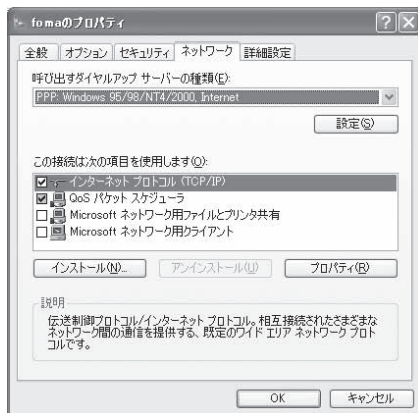 fomaのプロパティ
全般 オプション セキュリティ ネットワーク 詳細設定
呼び出すダイヤルアップ サーバーの種類(E):
PPP: Windows 95/98/NT4/2000, Internet
設定(S)
この接続は次の項目を使用します(O):
インターネット プロトコル (TCP/IP)
QoS パケット スケジューラ
Microsoft ネットワーク用ファイルとプリンタ共有
Microsoft ネットワーク用クライアント
インストール(N)... アンインストール(U) プロパティ(R)
説明
伝送制御プロトコル/インターネット プロトコル。相互接続されたさまざまな
ネットワーク間の通信を提供する、既定のワイド エリア ネットワーク プロト
コルです。
OK キャンセル